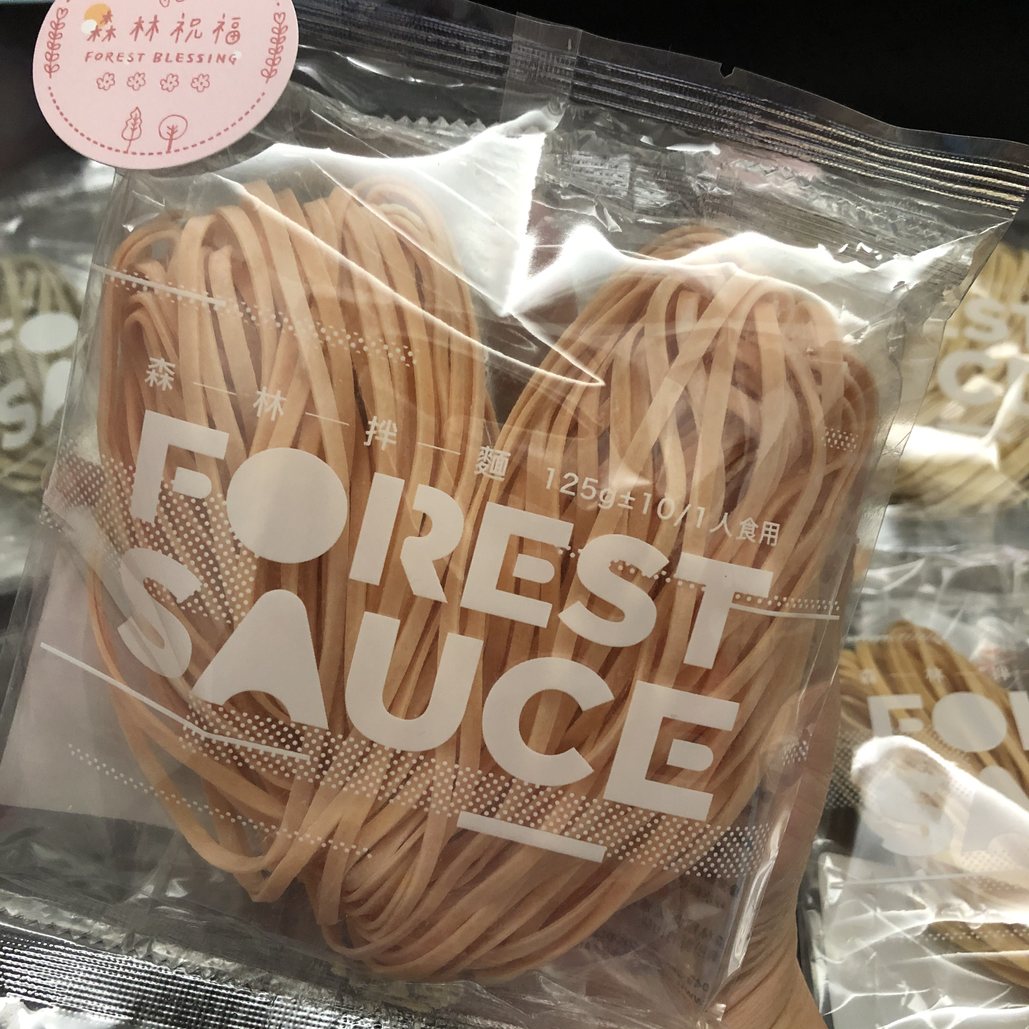 森林祝福
FOREST BLESSING
森 — 林 — 拌 — 麵 125g±10/1人食用
FOREST
SAUCE